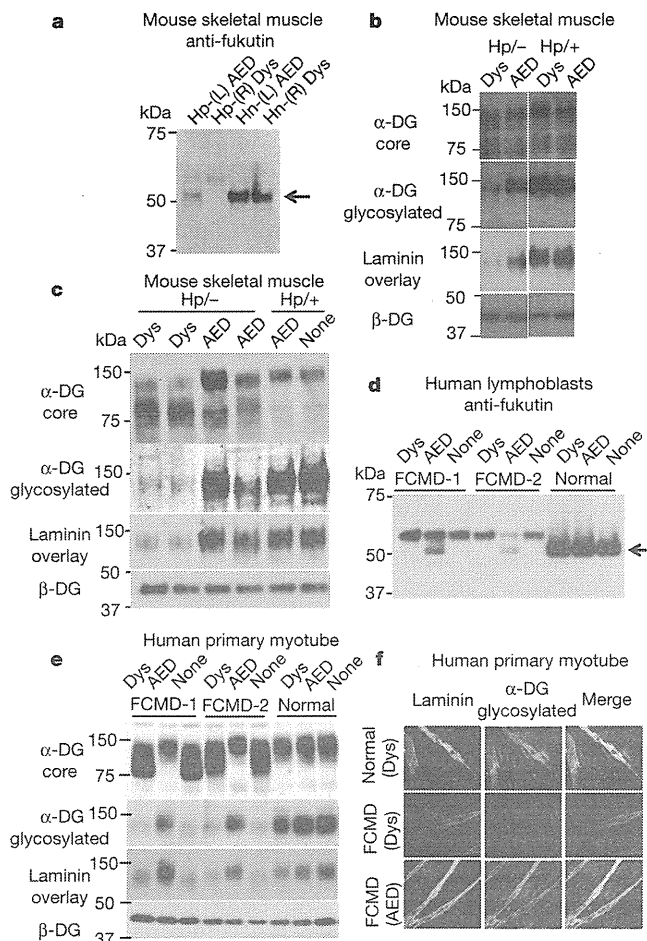 a
Mouse skeletal muscle
anti-fukutin
Hp-(L) AED
Hp-(R) Dys
Hn-(L) AED
Hn-(R) Dys
kDa
75
50
37
b
Mouse skeletal muscle
Hp/– Hp/+
Dys AED Dys AED
kDa
α-DG
core
150
75
α-DG
glycosylated
150
75
Laminin
overlay
150
50
β-DG
37
c
Mouse skeletal muscle
Hp/– Hp/+
Dys Dys AED AED AED None
kDa
α-DG
core
150
75
α-DG
glycosylated
150
Laminin
overlay
150
50
β-DG
37
d
Human lymphoblasts
anti-fukutin
Dys AED None Dys AED None Dys AED None
FCMD-1 FCMD-2 Normal
kDa
75
50
37
e
Human primary myotube
Dys AED None Dys AED None Dys AED None
kDa
FCMD-1 FCMD-2 Normal
α-DG
core
150
75
α-DG
glycosylated
150
Laminin
overlay
150
50
β-DG
37
f
Human primary myotube
Laminin α-DG glycosylated Merge
Normal
(Dys)
FCMD
(Dys)
FCMD
(AED)